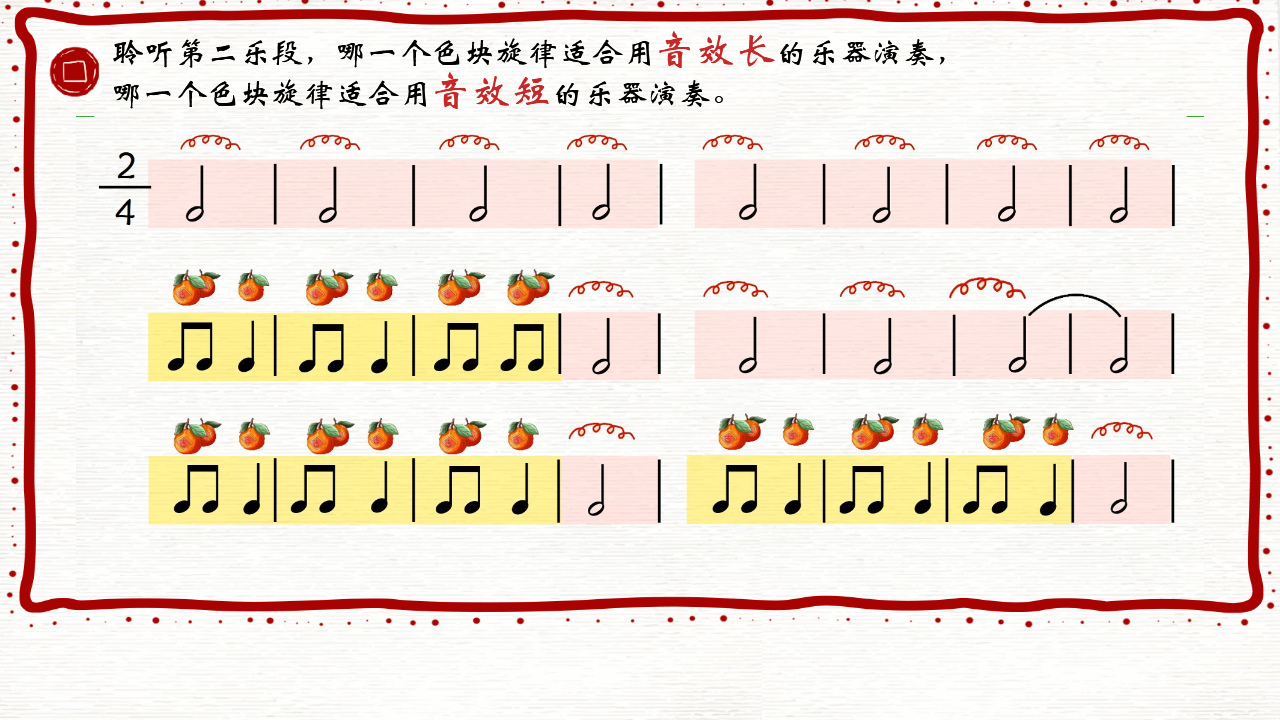 聆听第二乐段，哪一个色块旋律适合用音效长的乐器演奏，
哪一个色块旋律适合用音效短的乐器演奏。
2
4